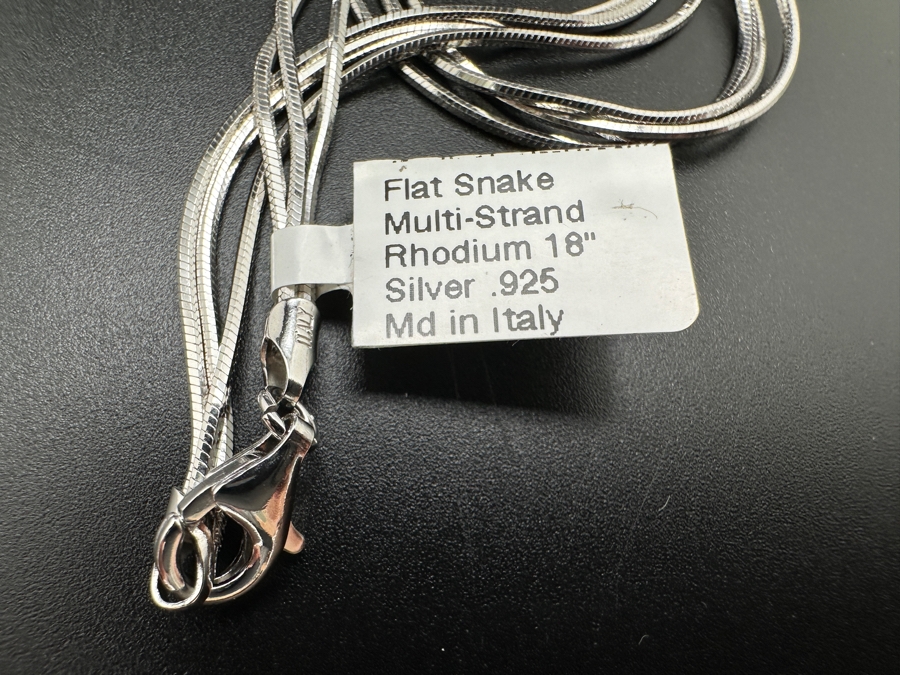 Flat Snake
Multi-Strand
Rhodium 18"
Silver .925
Md in Italy